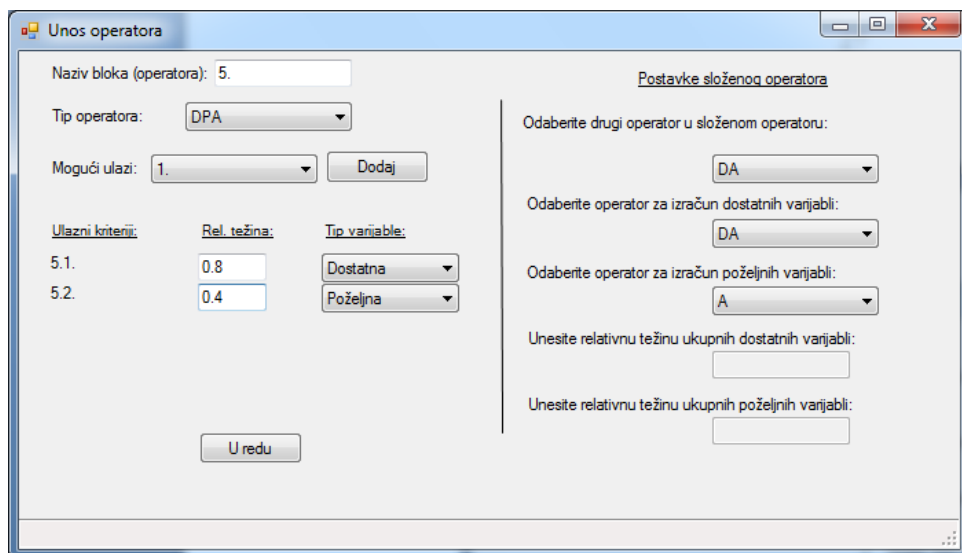 Unos operatora
Naziv bloka (operatora): 5.
Tip operatora: DPA
Mogući ulazi: 1. Dodaj
Ulazni kriteriji: Rel. težina: Tip varijable:
5.1. 0.8 Dostatna
5.2. 0.4 Poželjna
U redu
Postavke složenog operatora
Odaberite drugi operator u složenom operatoru:
DA
Odaberite operator za izračun dostatnih varijabli:
DA
Odaberite operator za izračun poželjnih varijabli:
A
Unesite relativnu težinu ukupnih dostatnih varijabli:
Unesite relativnu težinu ukupnih poželjnih varijabli: